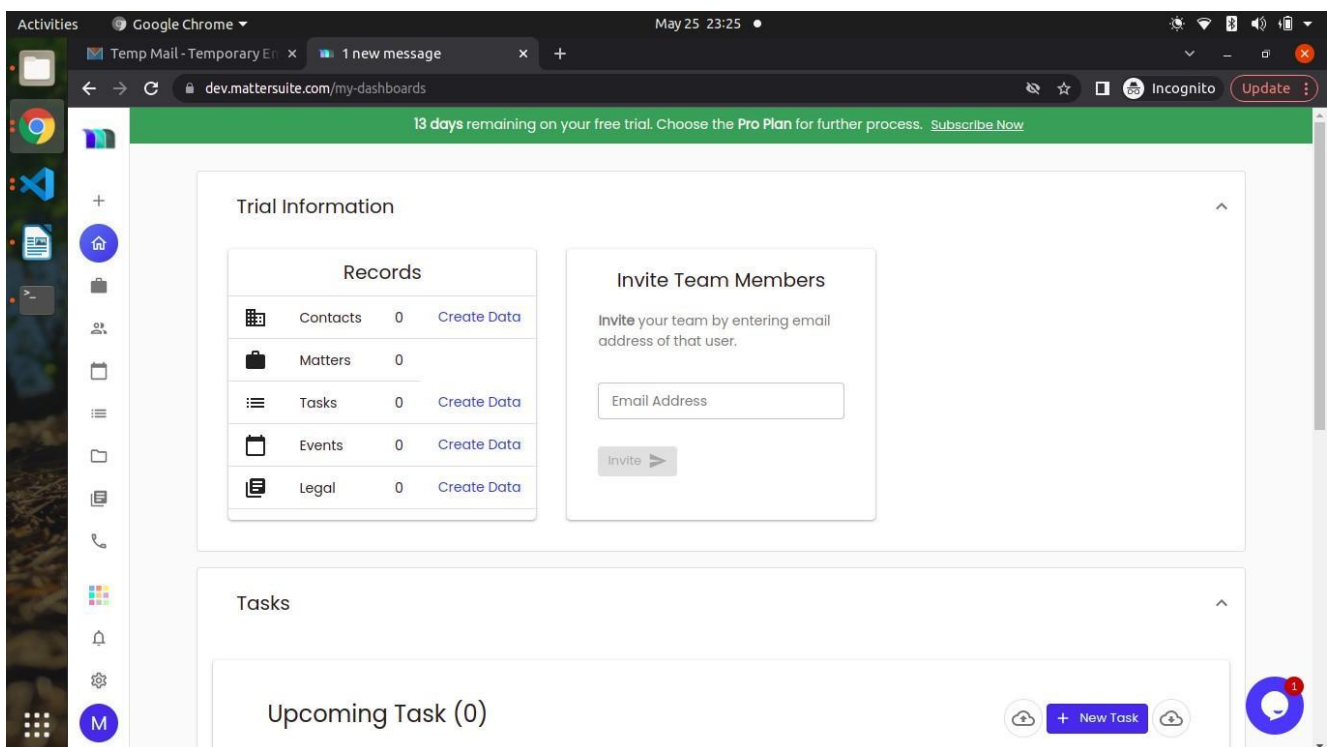 Activities Google Chrome May 25 23:25
Temp Mail - Temporary En 1 new message
dev.mattersuite.com/my-dashboards Incognito Update
13 days remaining on your free trial. Choose the Pro Plan for further process. Subscribe Now
Trial Information
Records
Contacts 0 Create Data
Matters 0
Tasks 0 Create Data
Events 0 Create Data
Legal 0 Create Data
Invite Team Members
Invite your team by entering email
address of that user.
Email Address
Invite
Tasks
Upcoming Task (0)
+ New Task
1
M